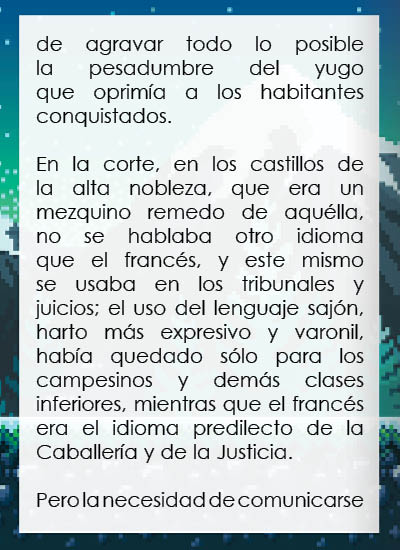 de agravar todo lo posible
la pesadumbre del yugo
que oprimía a los habitantes
conquistados.
En la corte, en los castillos de
la alta nobleza, que era un
mezquino remedo de aquélla,
no se hablaba otro idioma
que el francés, y este mismo
se usaba en los tribunales y
juicios; el uso del lenguaje sajón,
harto más expresivo y varonil,
había quedado sólo para los
campesinos y demás clases
inferiores, mientras que el francés
era el idioma predilecto de la
Caballería y de la Justicia.
Pero la necesidad de comunicarse